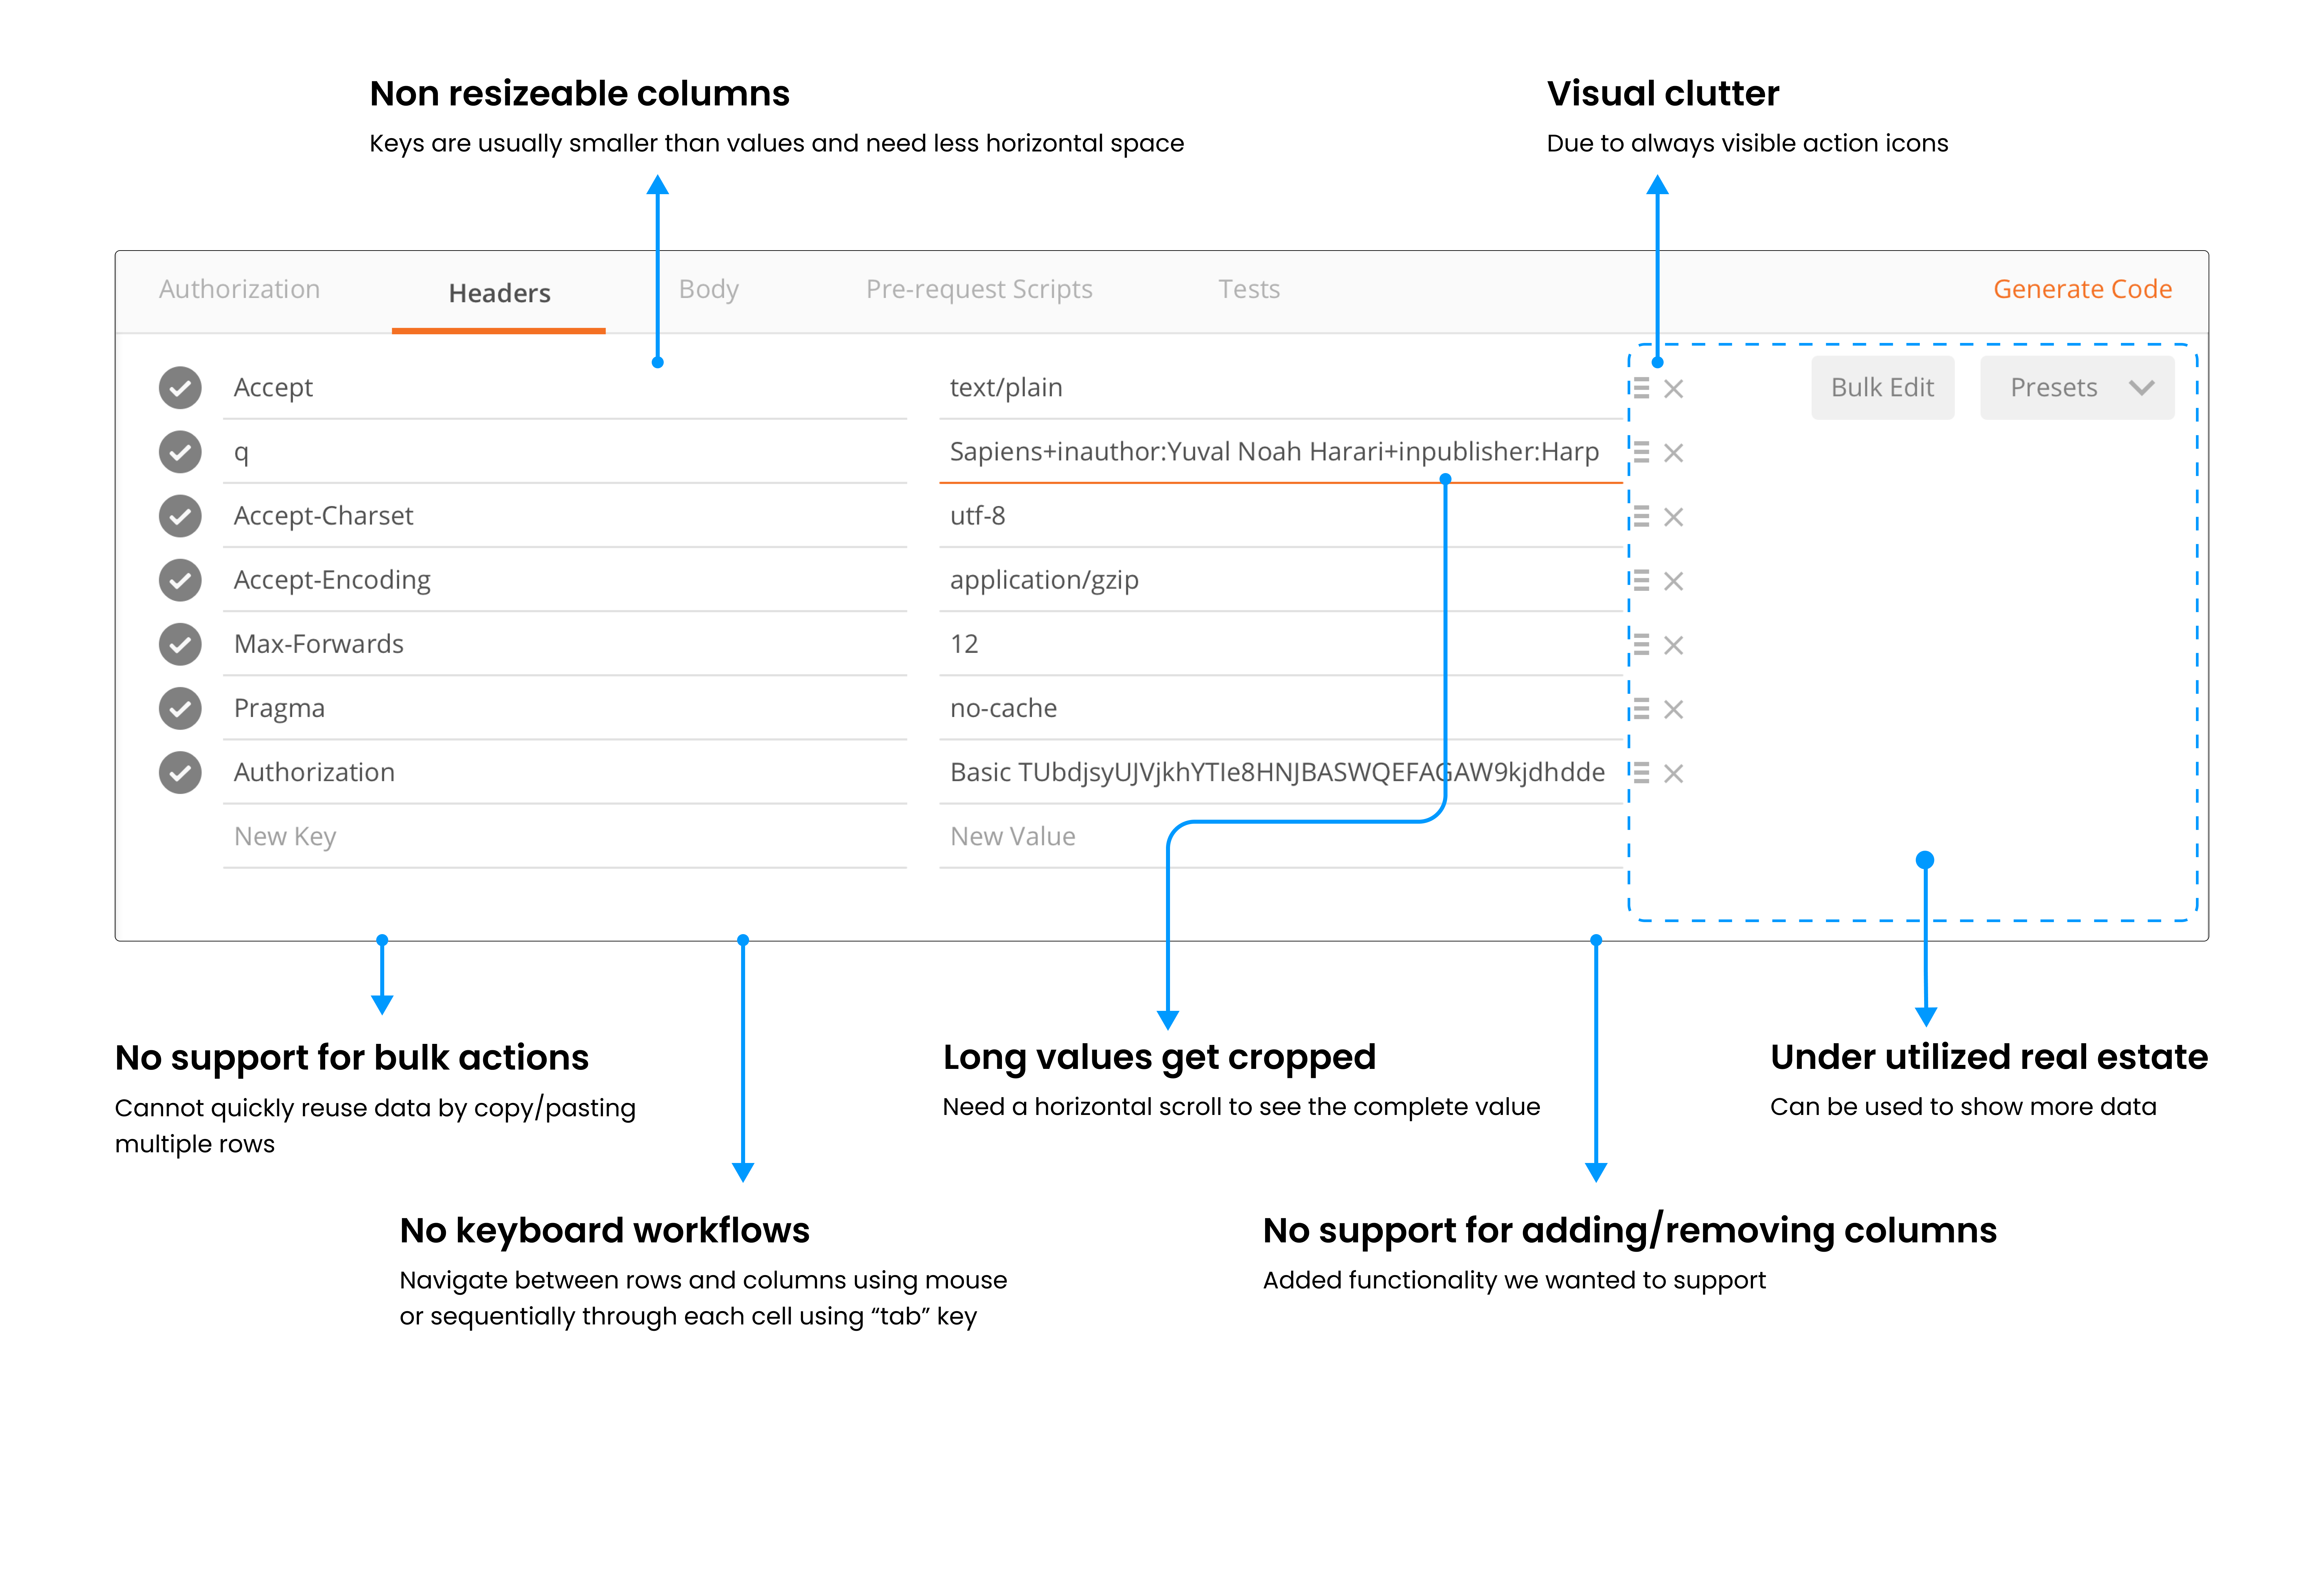 Non resizeable columns
Keys are usually smaller than values and need less horizontal space
Visual clutter
Due to always visible action icons
Authorization
Headers
Body
Pre-request Scripts
Tests
Generate Code
Accept
text/plain
Bulk Edit
Presets
q
Sapiens+inauthor:Yuval Noah Harari+inpublisher:Harp
Accept-Charset
utf-8
Accept-Encoding
application/gzip
Max-Forwards
12
Pragma
no-cache
Authorization
Basic TUbdjsyUJVjkhYTIe8HNJBASWQEFAGAW9kjdhdde
New Key
New Value
No support for bulk actions
Cannot quickly reuse data by copy/pasting
multiple rows
Long values get cropped
Need a horizontal scroll to see the complete value
Under utilized real estate
Can be used to show more data
No keyboard workflows
Navigate between rows and columns using mouse
or sequentially through each cell using “tab” key
No support for adding/removing columns
Added functionality we wanted to support